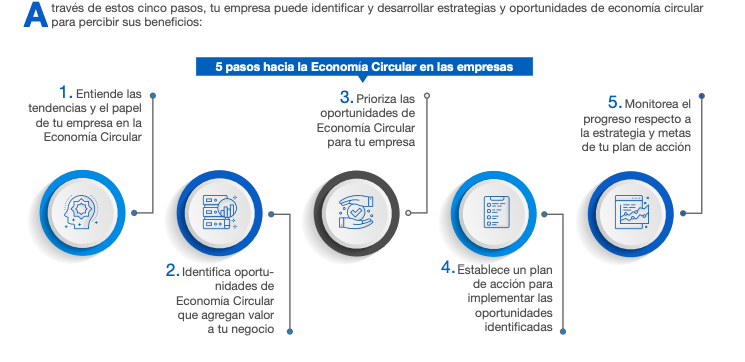 A través de estos cinco pasos, tu empresa puede identificar y desarrollar estrategias y oportunidades de economía circular
para percibir sus beneficios:
5 pasos hacia la Economía Circular en las empresas
1. Entiende las
tendencias y el papel
de tu empresa en la
Economía Circular
2. Identifica oportu-
nidades de
Economía Circular
que agregan valor
a tu negocio
3. Prioriza las
oportunidades de
Economía Circular
para tu empresa
4. Establece un plan
de acción para
implementar las
oportunidades
identificadas
5. Monitorea el
progreso respecto a
la estrategia y metas
de tu plan de acción